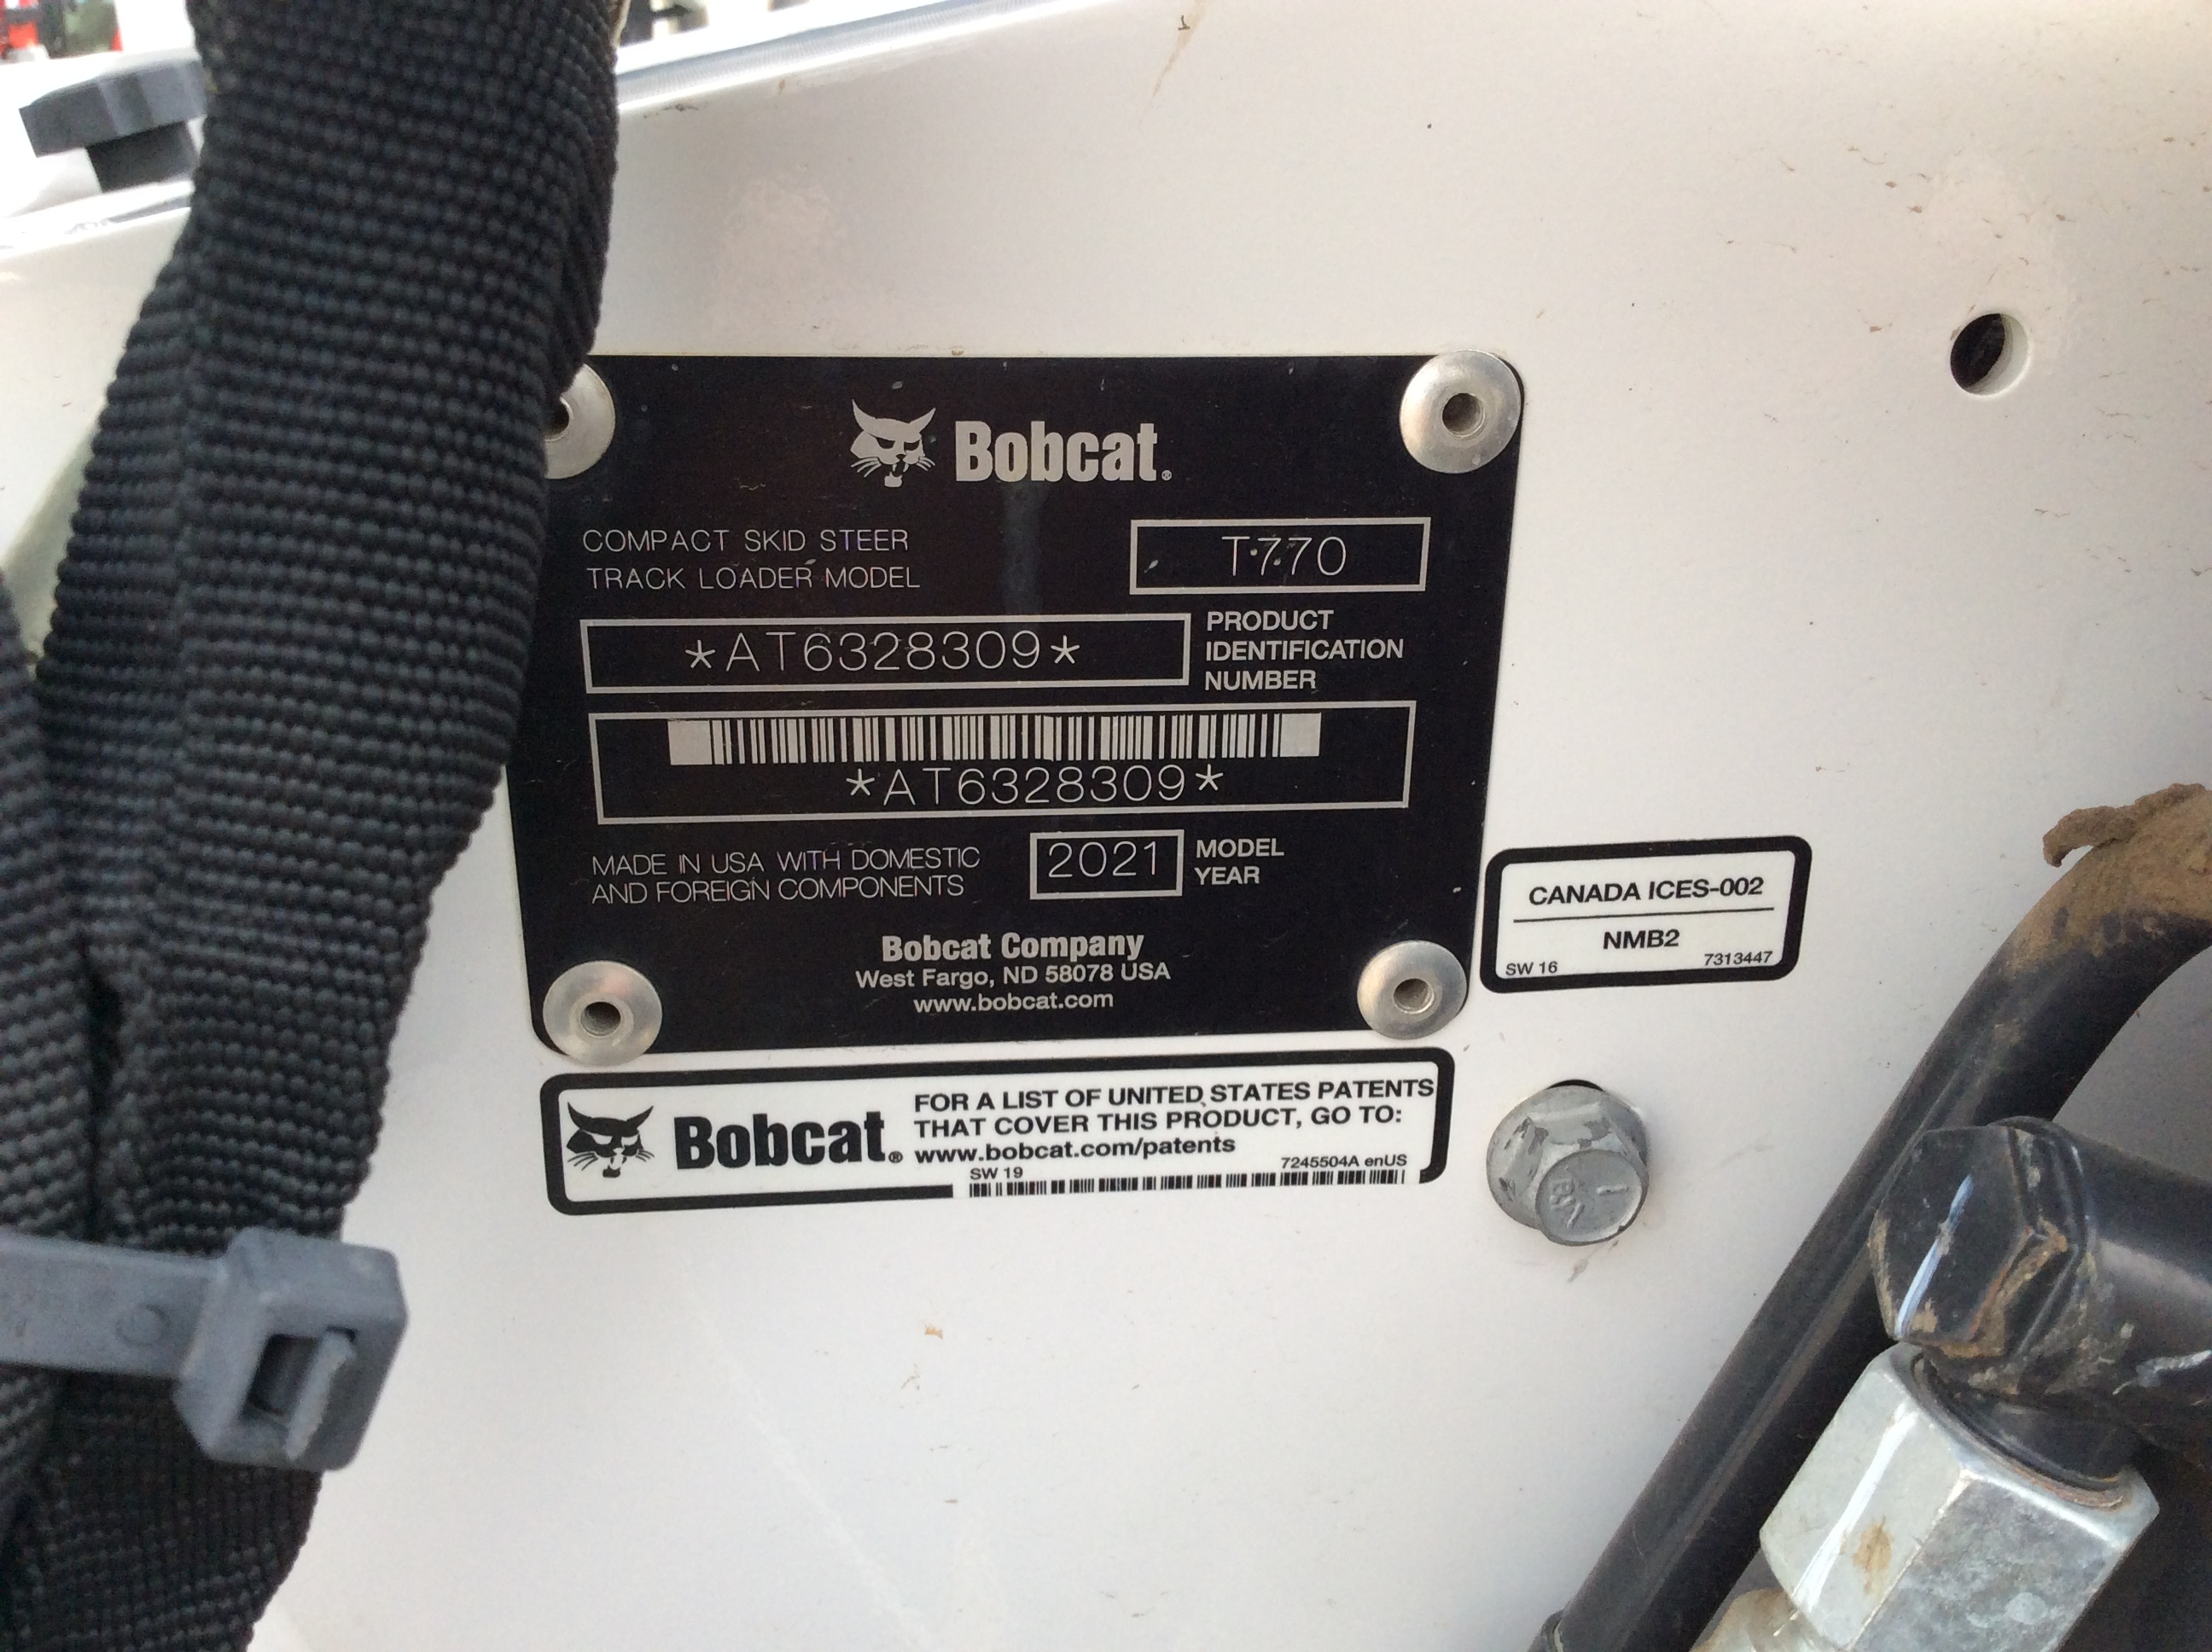 Bobcat®
COMPACT SKID STEER
TRACK LOADER MODEL
T770
*AT6328309*
PRODUCT
IDENTIFICATION
NUMBER
*AT6328309*
MADE IN USA WITH DOMESTIC
AND FOREIGN COMPONENTS
2021
MODEL
YEAR
Bobcat Company
West Fargo, ND 58078 USA
www.bobcat.com
CANADA ICES-002
NMB2
SW 16
7313447
Bobcat®
FOR A LIST OF UNITED STATES PATENTS
THAT COVER THIS PRODUCT, GO TO:
www.bobcat.com/patents
SW 19
7245504A enUS